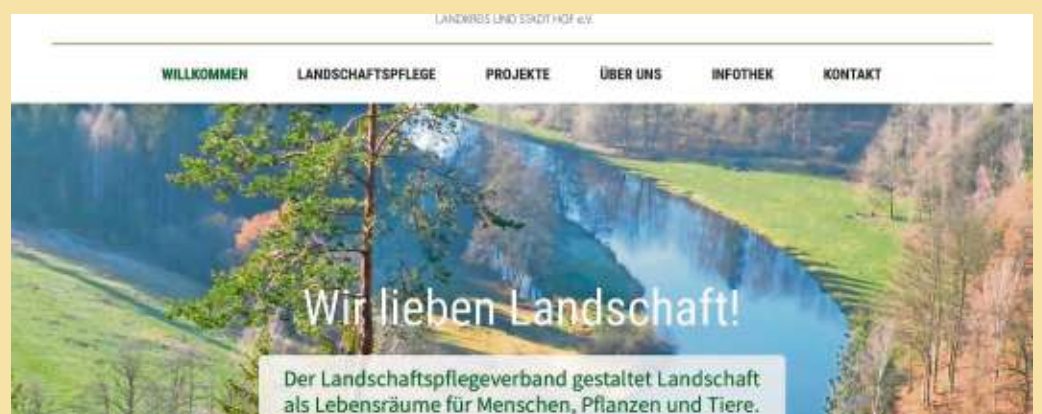 LANDKREIS UND STADT HOF e.V.
WILLKOMMEN LANDSCHAFTSPFLEGE PROJEKTE ÜBER UNS INFOTHEK KONTAKT
Wir lieben Landschaft!
Der Landschaftspflegeverband gestaltet Landschaft
als Lebensräume für Menschen, Pflanzen und Tiere.